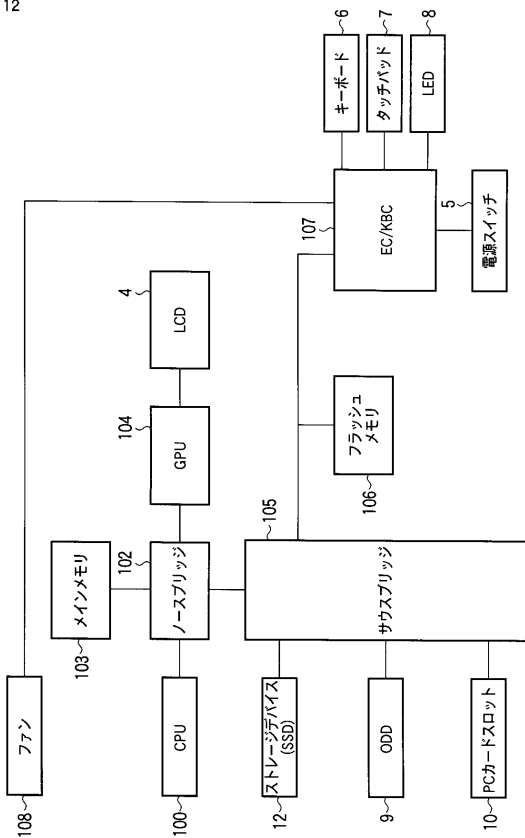 12
ファン
108
メインメモリ
103
CPU
100
ノースブリッジ
102
GPU
104
LCD
4
ストレージデバイス
(SSD)
12
ODD
9
PCカードスロット
10
サウスブリッジ
105
フラッシュ
メモリ
106
EC/KBC
107
キーボード
6
タッチパッド
7
LED
8
電源スイッチ
5